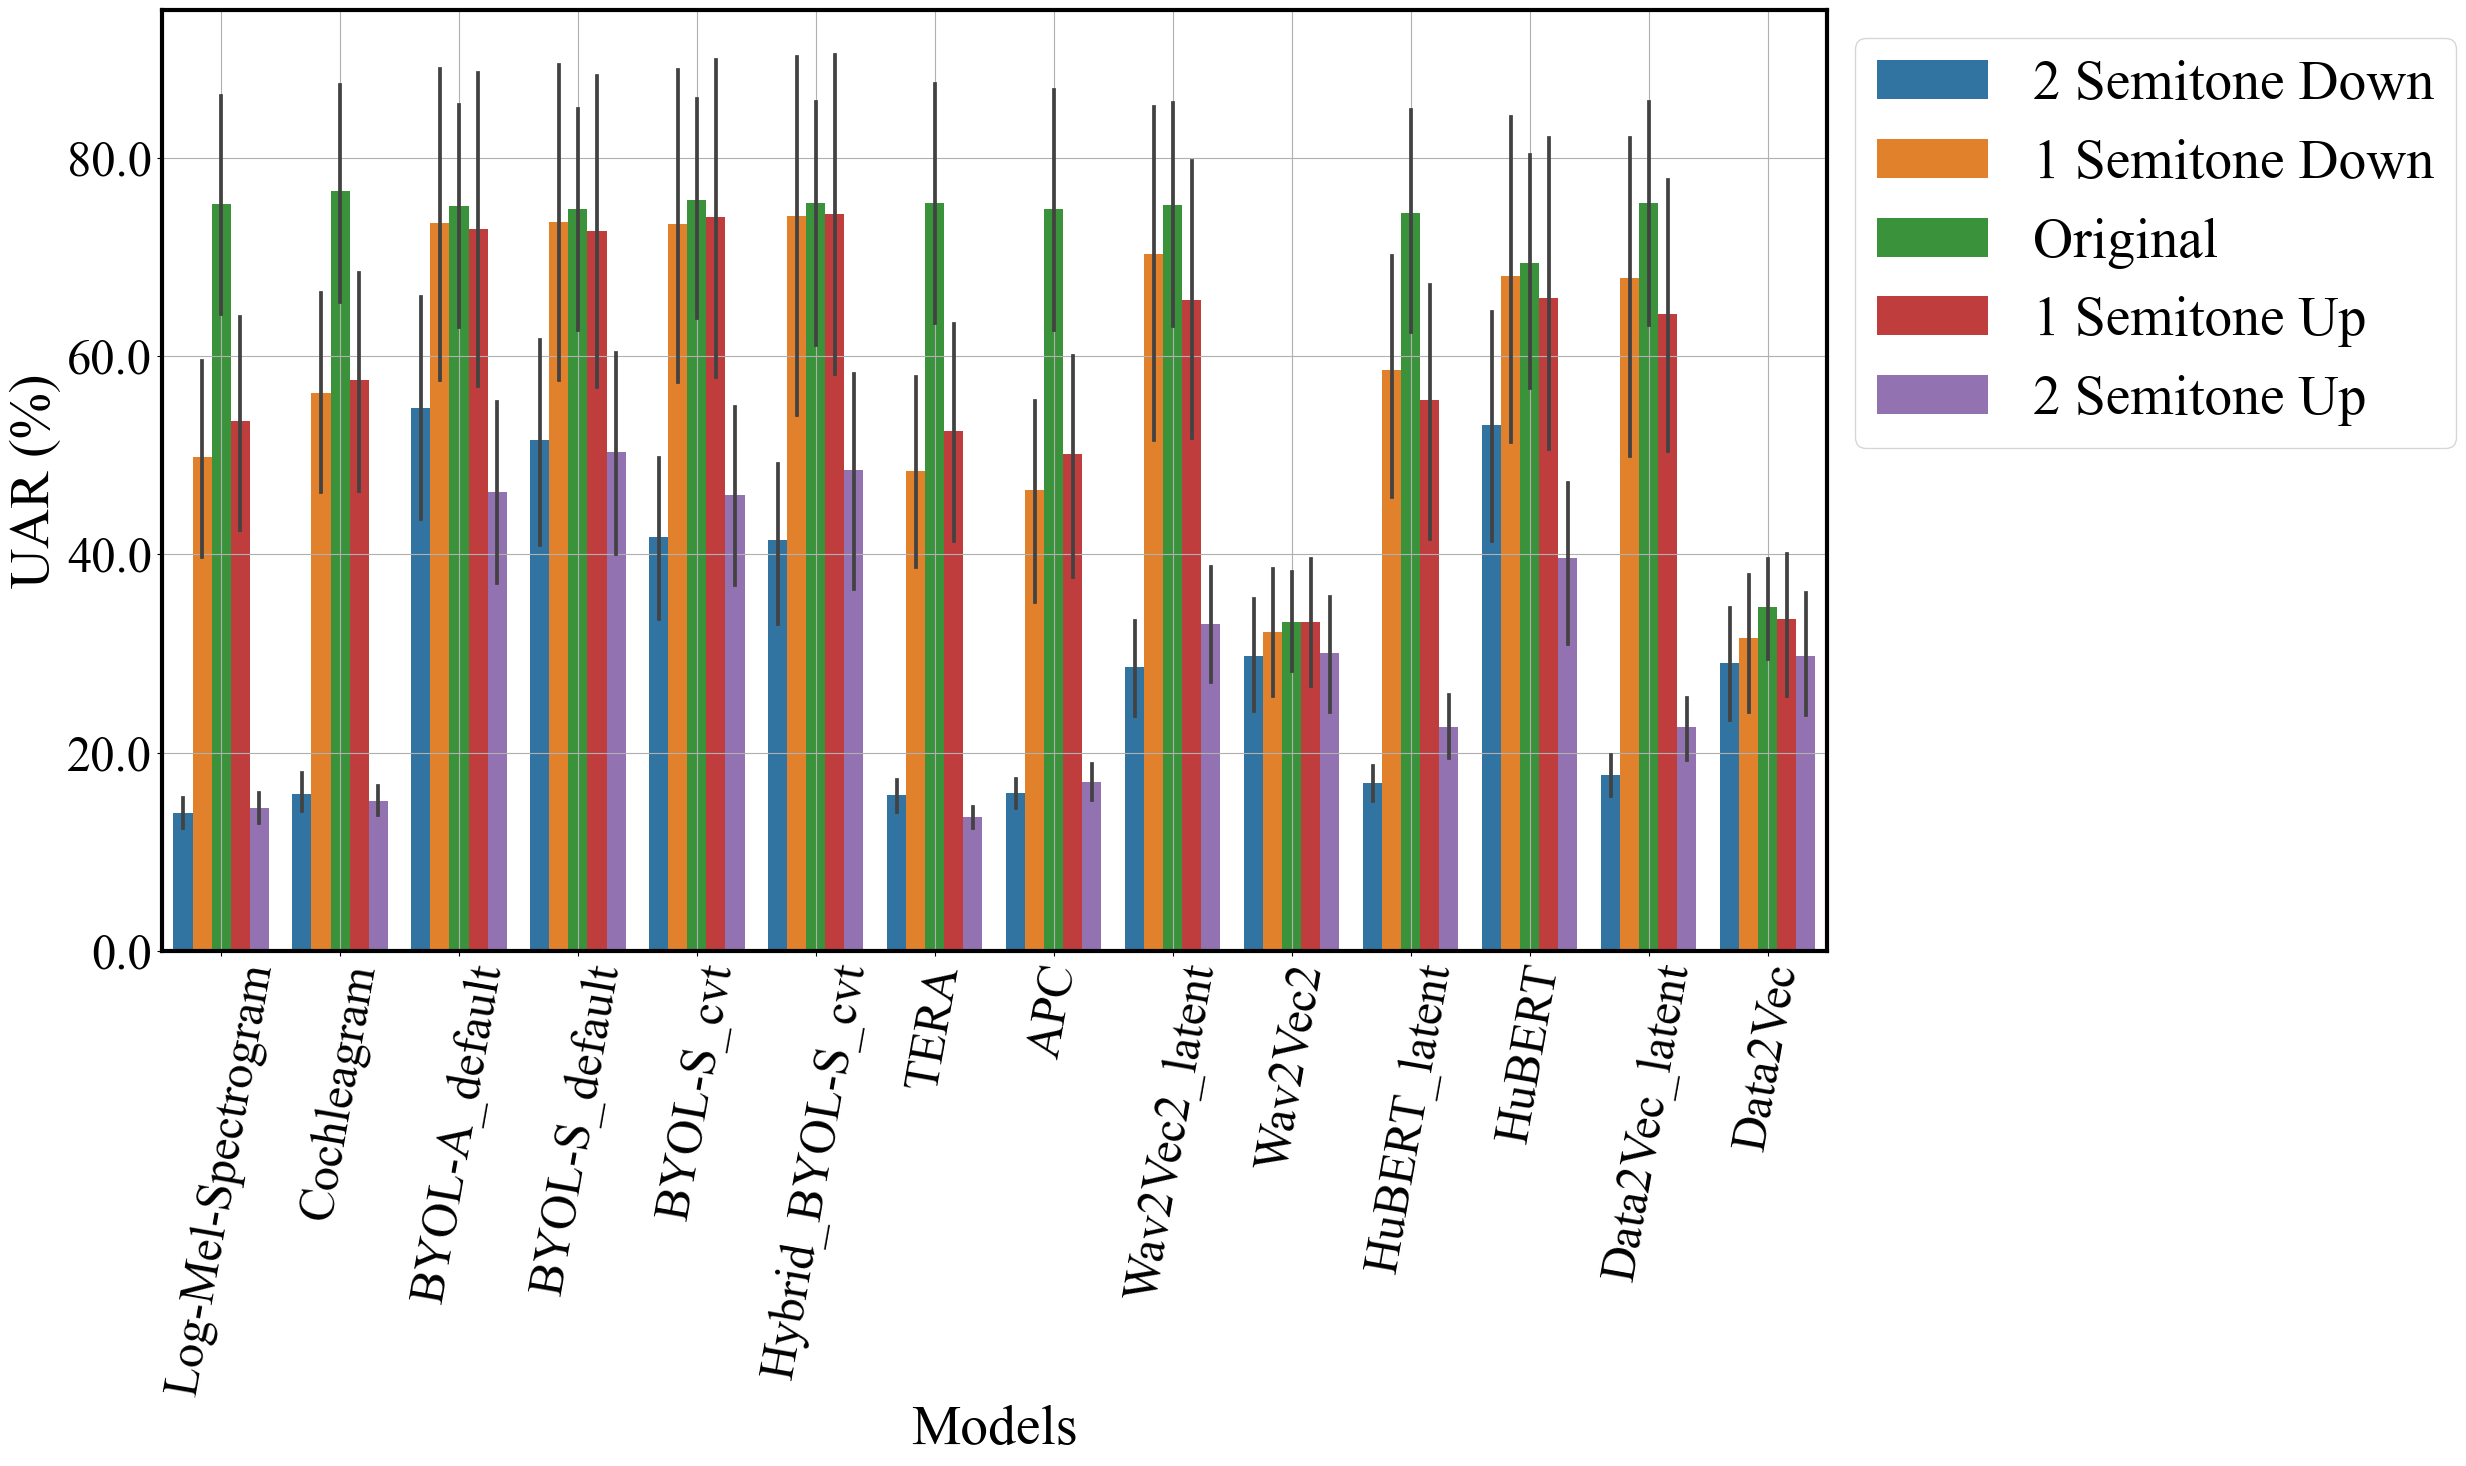 UAR (%)
80.0
60.0
40.0
20.0
0.0
Log-Mel-Spectrogram
Cochleagram
BYOL-A_default
BYOL-S_default
BYOL-S_cvt
Hybrid_BYOL-S_cvt
TERA
APC
Wav2Vec2_latent
Wav2Vec2
HuBERT_latent
HuBERT
Data2Vec_latent
Data2Vec
Models
2 Semitone Down
1 Semitone Down
Original
1 Semitone Up
2 Semitone Up